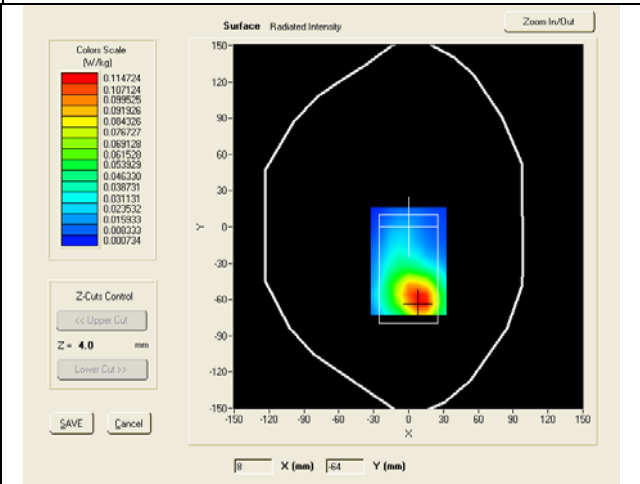 Surface Radiated Intensity
Zoom In/Out
Colors Scale
(W/kg)
0.114724
0.107124
0.099525
0.091926
0.084326
0.076727
0.069128
0.061528
0.053929
0.046330
0.038731
0.031131
0.023532
0.015933
0.008333
0.000734
Z-Cuts Control
<< Upper Cut
Z = 4.0 mm
Lower Cut >>
SAVE Cancel
150
120
90
60
30
0
-30
-60
-90
-120
-150
Y
-150 -120 -90 -60 -30 0 30 60 90 120 150
X
8 X (mm) -64 Y (mm)